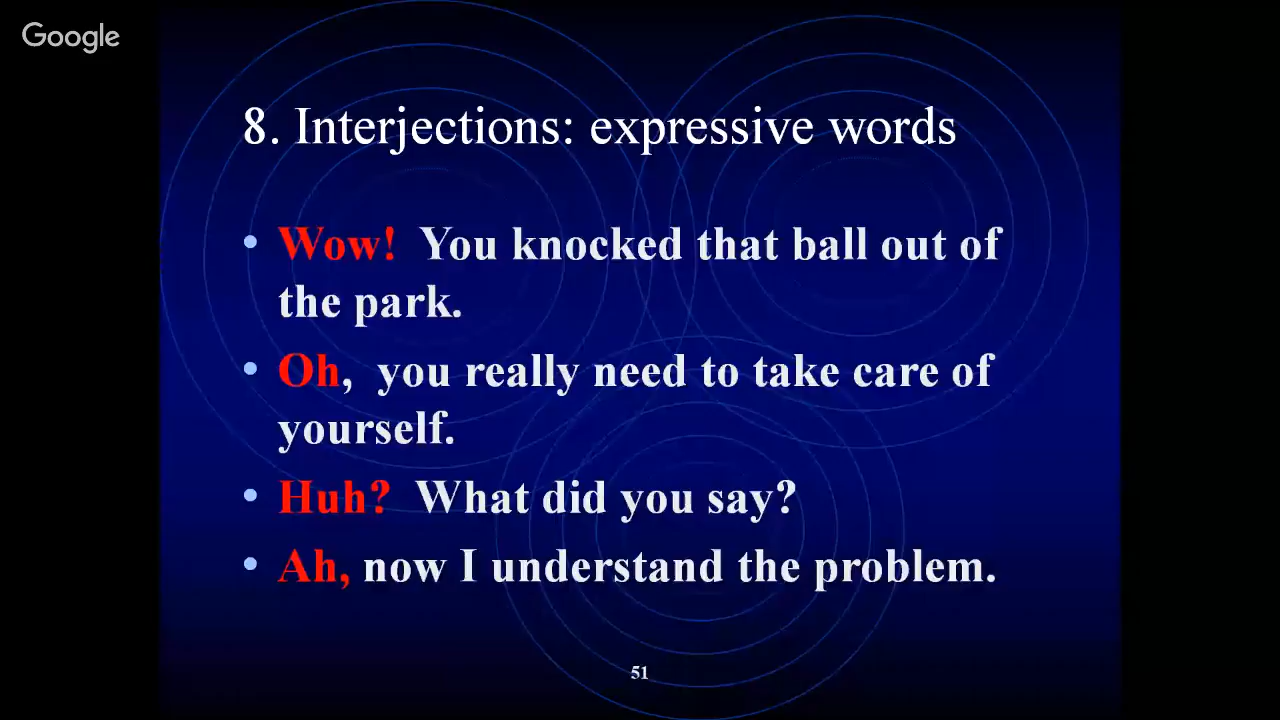 Google
8. Interjections: expressive words
• Wow! You knocked that ball out of
the park.
• Oh, you really need to take care of
yourself.
• Huh? What did you say?
• Ah, now I understand the problem.
51